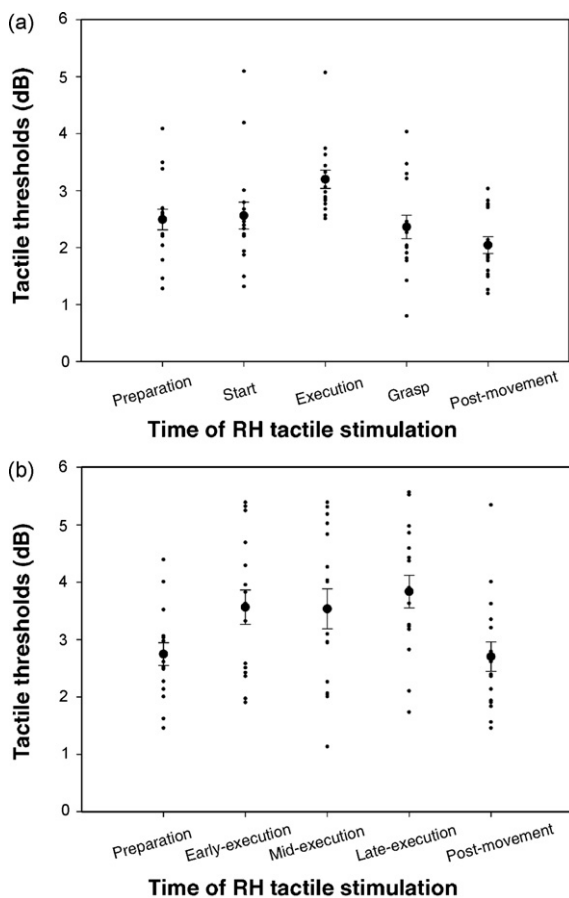 (a)
Tactile thresholds (dB)
6
5
4
3
2
1
0
Preparation
Start
Execution
Grasp
Post-movement
Time of RH tactile stimulation
(b)
Tactile thresholds (dB)
6
5
4
3
2
1
0
Preparation
Early-execution
Mid-execution
Late-execution
Post-movement
Time of RH tactile stimulation